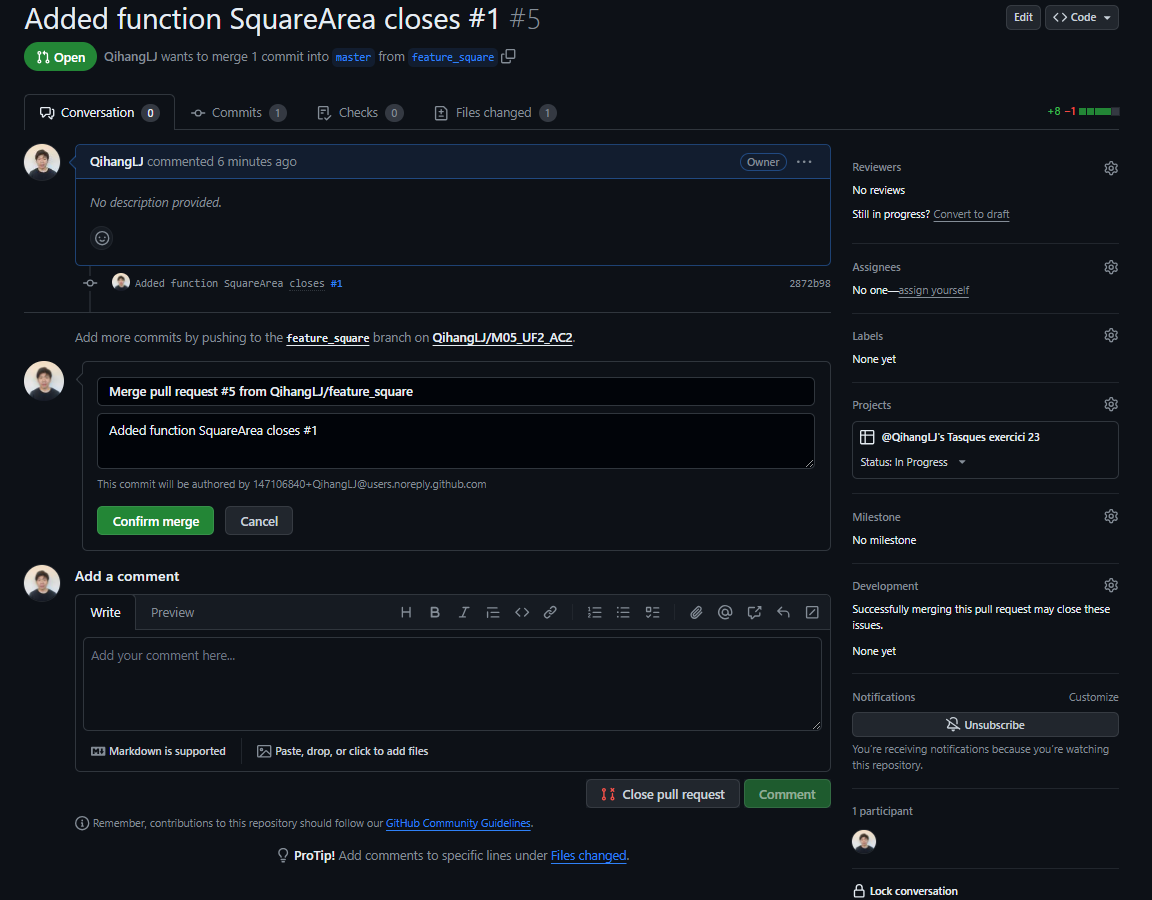 Added function SquareArea closes #1 #5
Edit
Code
Open
QihangLJ wants to merge 1 commit into master from feature_square
Conversation 0
Commits 1
Checks 0
Files changed 1
+8 −1
QihangLJ commented 6 minutes ago
Owner
No description provided.
Added function SquareArea closes #1
2872b98
Add more commits by pushing to the feature_square branch on QihangLJ/M05_UF2_AC2.
Merge pull request #5 from QihangLJ/feature_square
Added function SquareArea closes #1
This commit will be authored by 147106840+QihangLJ@users.noreply.github.com
Confirm merge
Cancel
Add a comment
Write
Preview
Add your comment here...
Markdown is supported
Paste, drop, or click to add files
Close pull request
Comment
Remember, contributions to this repository should follow our GitHub Community Guidelines.
ProTip! Add comments to specific lines under Files changed.
Reviewers
No reviews
Still in progress? Convert to draft
Assignees
No one—assign yourself
Labels
None yet
Projects
@QihangLJ's Tasques exercici 23
Status: In Progress
Milestone
No milestone
Development
Successfully merging this pull request may close these
issues.
None yet
Notifications
Customize
Unsubscribe
You're receiving notifications because you're watching
this repository.
1 participant
Lock conversation